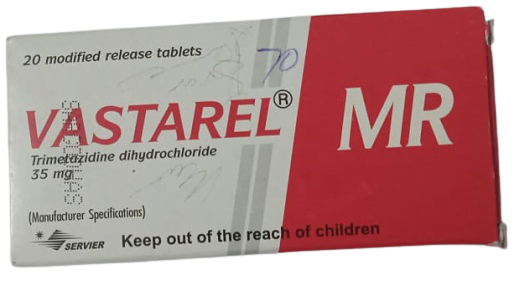 20 modified release tablets
70
VASTAREL® MR
Trimetazidine dihydrochloride
35 mg
(Manufacturer Specifications)
SERVIER
Keep out of the reach of children